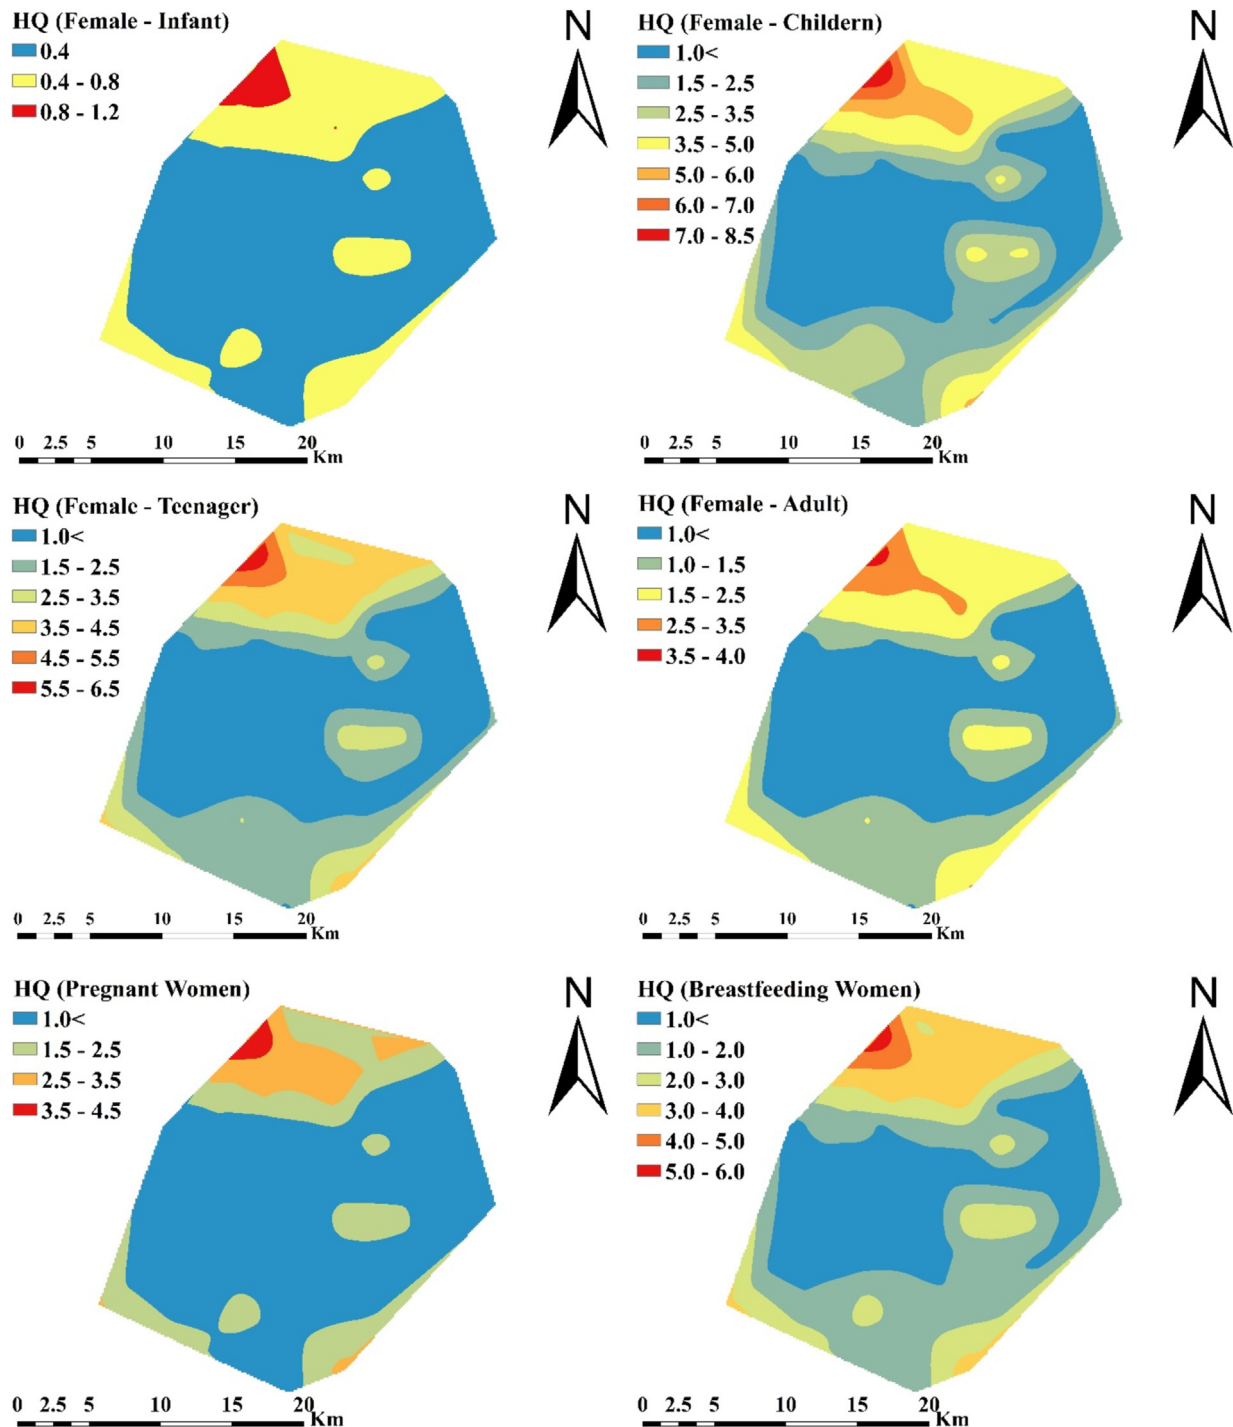 HQ (Female - Infant)
0.4
0.4 - 0.8
0.8 - 1.2
N
0 2.5 5 10 15 20
Km
HQ (Female - Childern)
1.0<
1.5 - 2.5
2.5 - 3.5
3.5 - 5.0
5.0 - 6.0
6.0 - 7.0
7.0 - 8.5
N
0 2.5 5 10 15 20
Km
HQ (Female - Teenager)
1.0<
1.5 - 2.5
2.5 - 3.5
3.5 - 4.5
4.5 - 5.5
5.5 - 6.5
N
0 2.5 5 10 15 20
Km
HQ (Female - Adult)
1.0<
1.0 - 1.5
1.5 - 2.5
2.5 - 3.5
3.5 - 4.0
N
0 2.5 5 10 15 20
Km
HQ (Pregnant Women)
1.0<
1.5 - 2.5
2.5 - 3.5
3.5 - 4.5
N
0 2.5 5 10 15 20
Km
HQ (Breastfeeding Women)
1.0<
1.0 - 2.0
2.0 - 3.0
3.0 - 4.0
4.0 - 5.0
5.0 - 6.0
N
0 2.5 5 10 15 20
Km